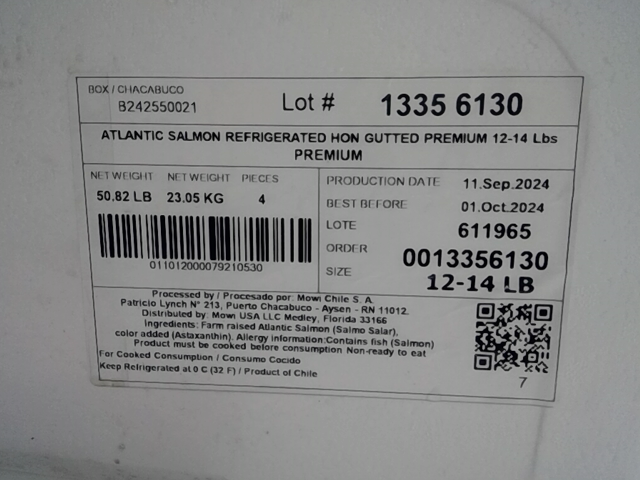 BOX / CHACABUCO
B242550021
Lot # 1335 6130
ATLANTIC SALMON REFRIGERATED HON GUTTED PREMIUM 12-14 Lbs
PREMIUM
NET WEIGHT NET WEIGHT PIECES
50.82 LB 23.05 KG 4
011012000079210530
PRODUCTION DATE 11.Sep.2024
BEST BEFORE 01.Oct.2024
LOTE 611965
ORDER 0013356130
SIZE 12-14 LB
Processed by / Procesado por: Mowi Chile S. A.
Patricio Lynch N° 213, Puerto Chacabuco - Aysen - RN 11012.
Distributed by: Mowi USA LLC Medley, Florida 33166
Ingredients: Farm raised Atlantic Salmon (Salmo Salar),
color added (Astaxanthin). Allergy information:Contains fish (Salmon)
Product must be cooked before consumption. Non-ready to eat
For Cooked Consumption / Consumo Cocido
Keep Refrigerated at 0 C (32 F) / Product of Chile
7